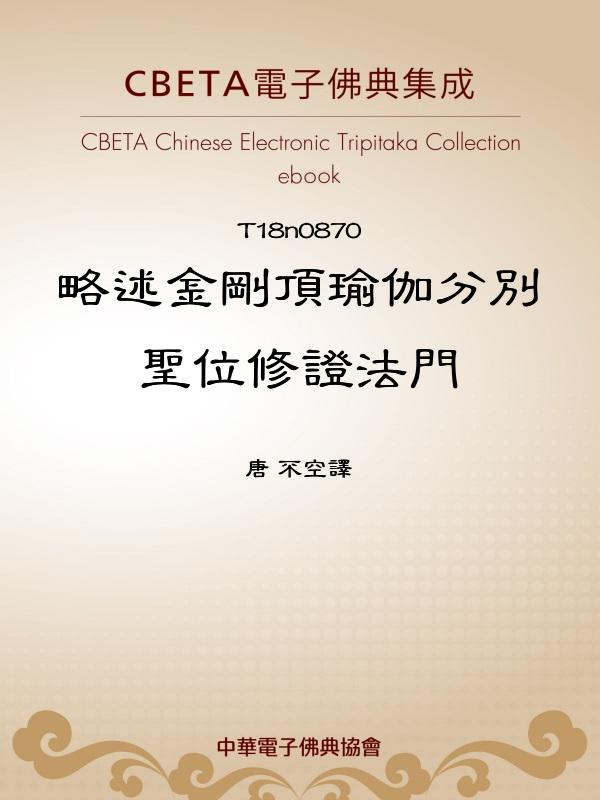 CBETA電子佛典集成
CBETA Chinese Electronic Tripitaka Collection
ebook
T18n0870
略述金剛頂瑜伽分別
聖位修證法門
唐 不空譯
中華電子佛典協會